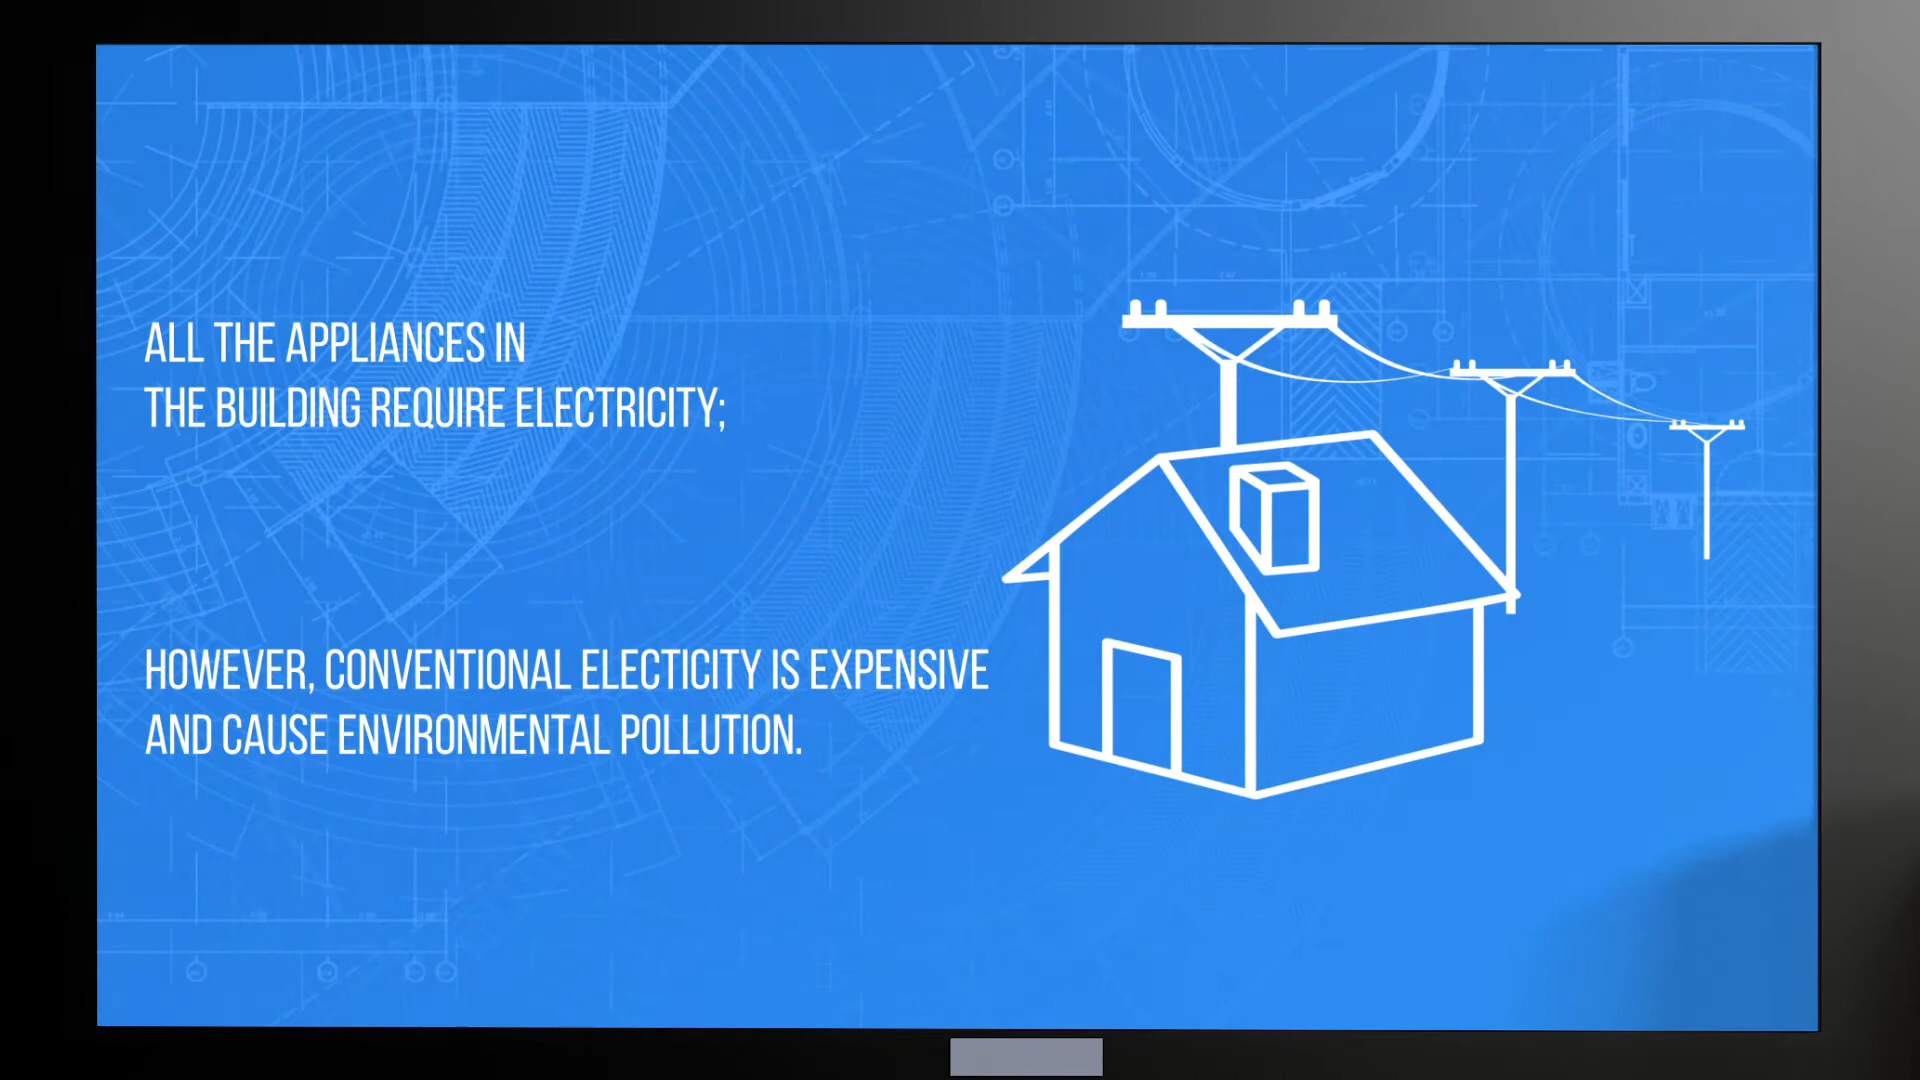 ALL THE APPLIANCES IN
THE BUILDING REQUIRE ELECTRICITY;
HOWEVER, CONVENTIONAL ELECTICITY IS EXPENSIVE
AND CAUSE ENVIRONMENTAL POLLUTION.